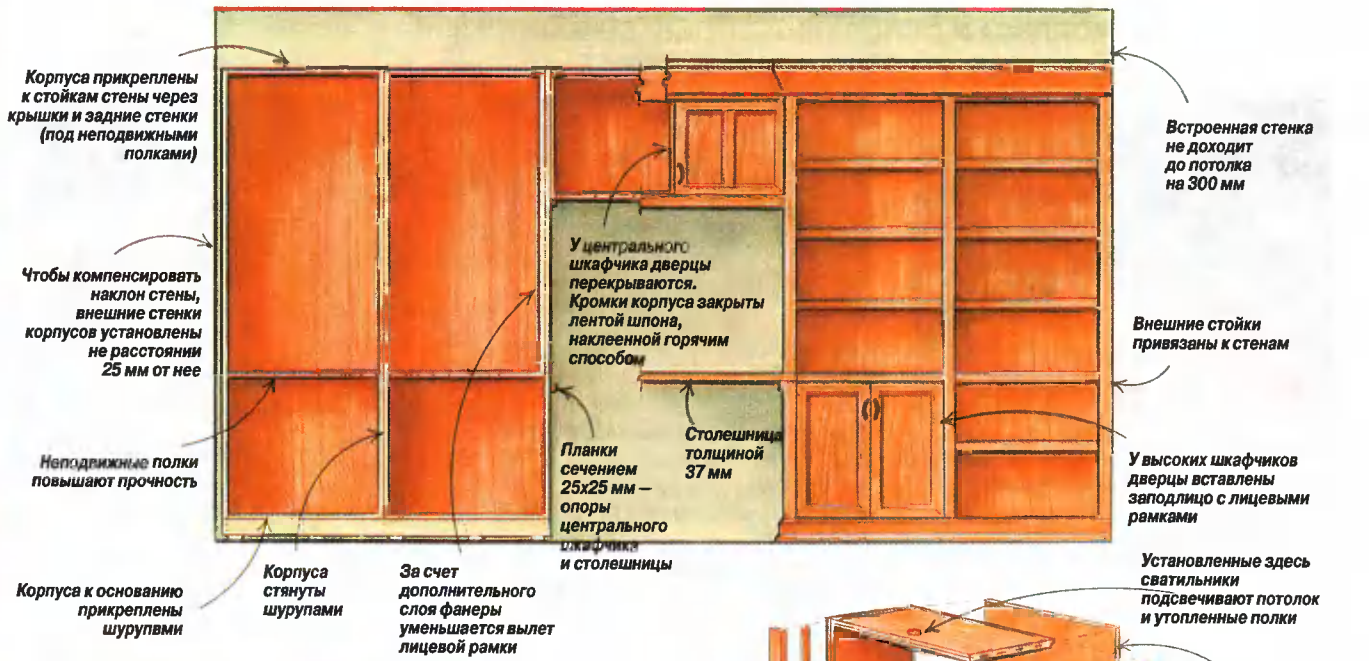 Корпуса прикреплены
к стойкам стены через
крышки и задние стенки
(под неподвижными
полками)
Чтобы компенсировать
наклон стены,
внешние стенки
корпусов установлены
не расстоянии
25 мм от нее
Неподвижные полки
повышают прочность
Корпуса к основанию
прикреплены
шурупвми
Корпуса
стянуты
шурупами
За счет
дополнительного
слоя фанеры
уменьшается вылет
лицевой рамки
У центрального
шкафчика дверцы
перекрываются.
Кромки корпуса закрыты
лентой шпона,
наклеенной горячим
способом
Планки
сечением
25х25 мм –
опоры
центрального
шкафчика
и столешницы
Столешница
толщиной
37 мм
Встроенная стенка
не доходит
до потолка
на 300 мм
Внешние стойки
привязаны к стенам
У высоких шкафчиков
дверцы вставлены
заподлицо с лицевыми
рамками
Установленные здесь
сватильники
подсвечивают потолок
и утопленные полки